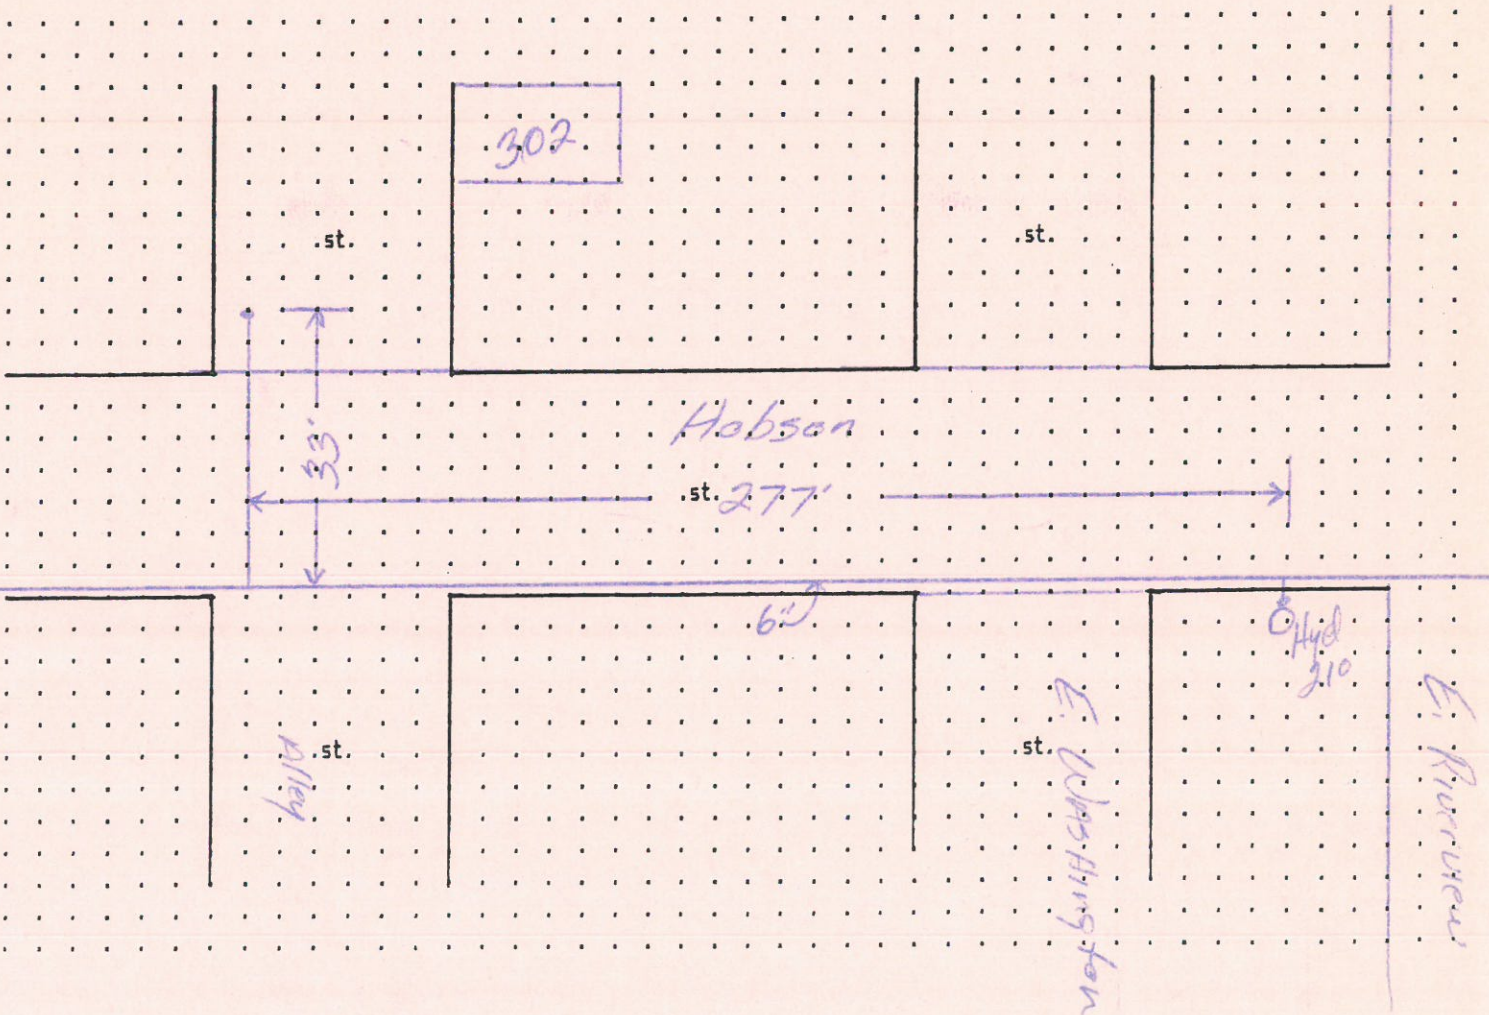 302
st.
st.
33'
Hobson
st. 277'
6"
Hyd
210
Alley
st.
st.
E. Washington
E. Riverview